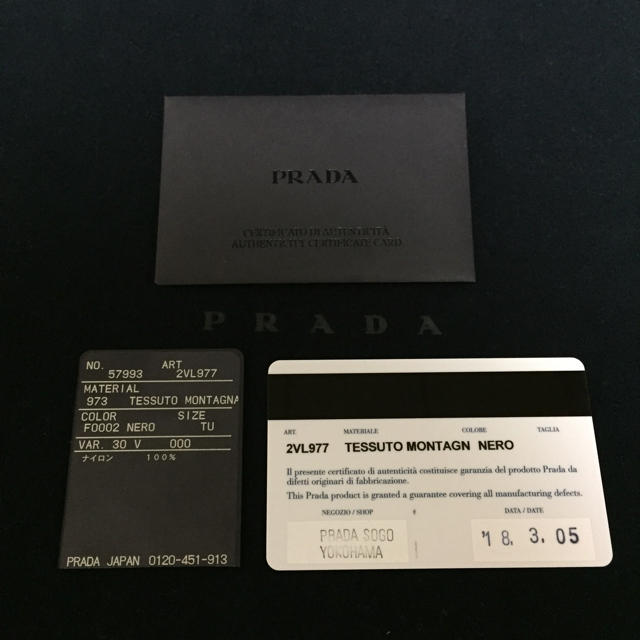 PRADA
CERTIFICATO DI AUTENTICITÀ
AUTHENTICITY CERTIFICATE CARD
PRADA
NO. 57993 ART 2VL977
MATERIAL
973 TESSUTO MONTAGNA
COLOR SIZE
F0002 NERO TU
VAR. 30 V 000
ナイロン 100%
PRADA JAPAN 0120-451-913
ART. MATERIALE COLORE TAGLIA
2VL977 TESSUTO MONTAGN NERO
Il presente certificato di autenticità costituisce garanzia del prodotto Prada da
difetti originari di fabbricazione.
This Prada product is granted a guarantee covering all manufacturing defects.
NEGOZIO / SHOP DATA / DATE
PRADA SOGO
YOKOHAMA
'18. 3. 05